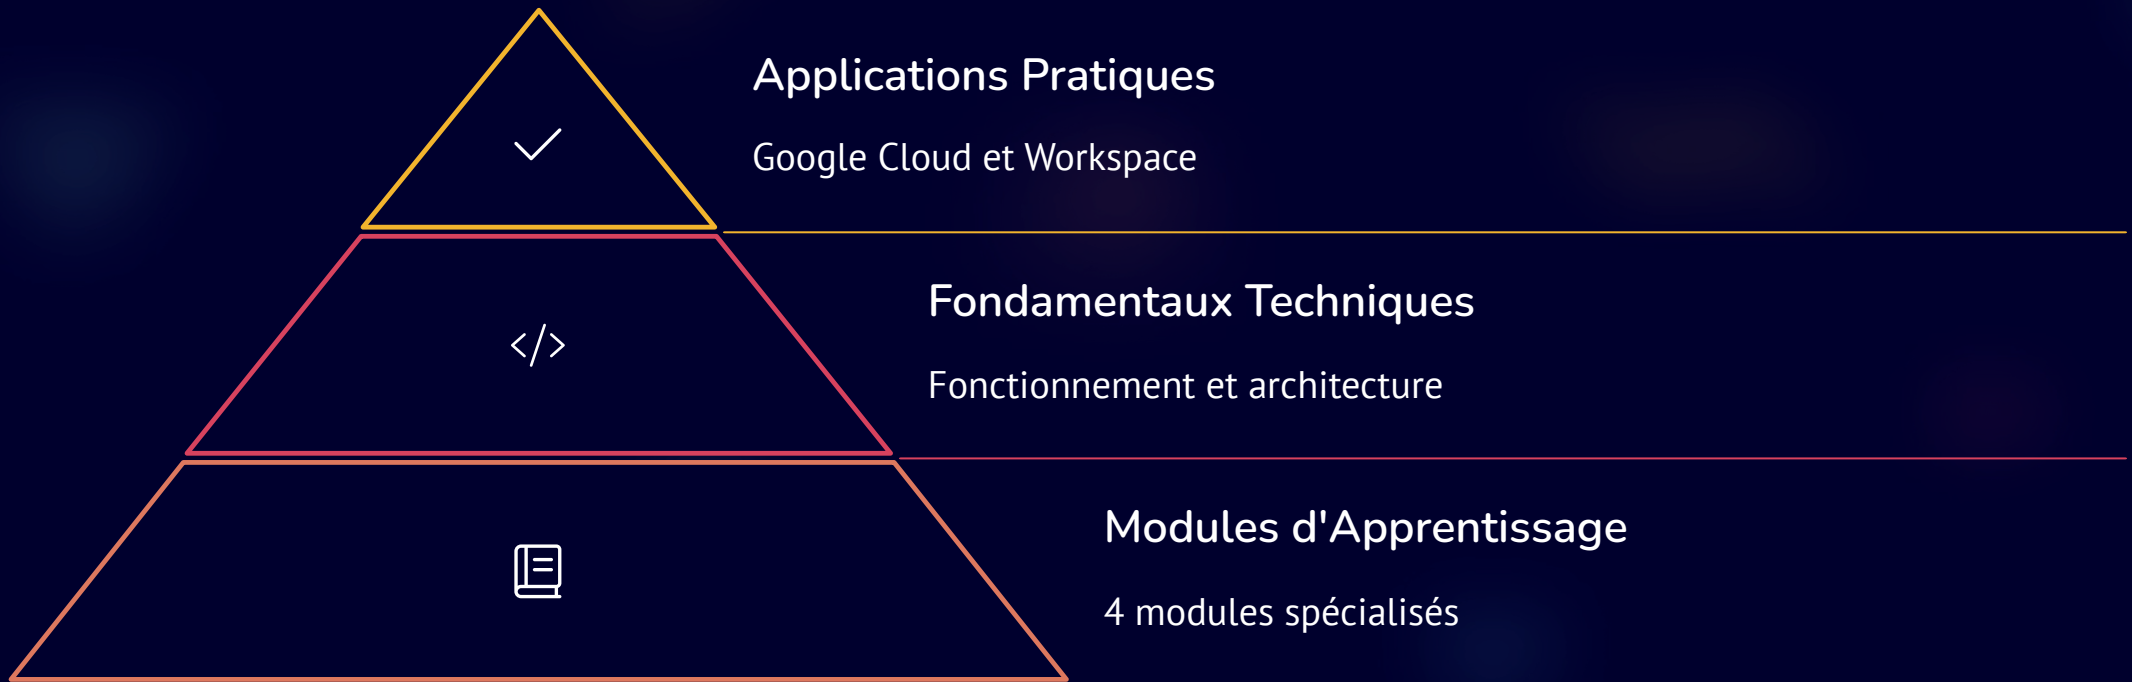 Applications Pratiques
Google Cloud et Workspace
Fondamentaux Techniques
Fonctionnement et architecture
Modules d'Apprentissage
4 modules spécialisés